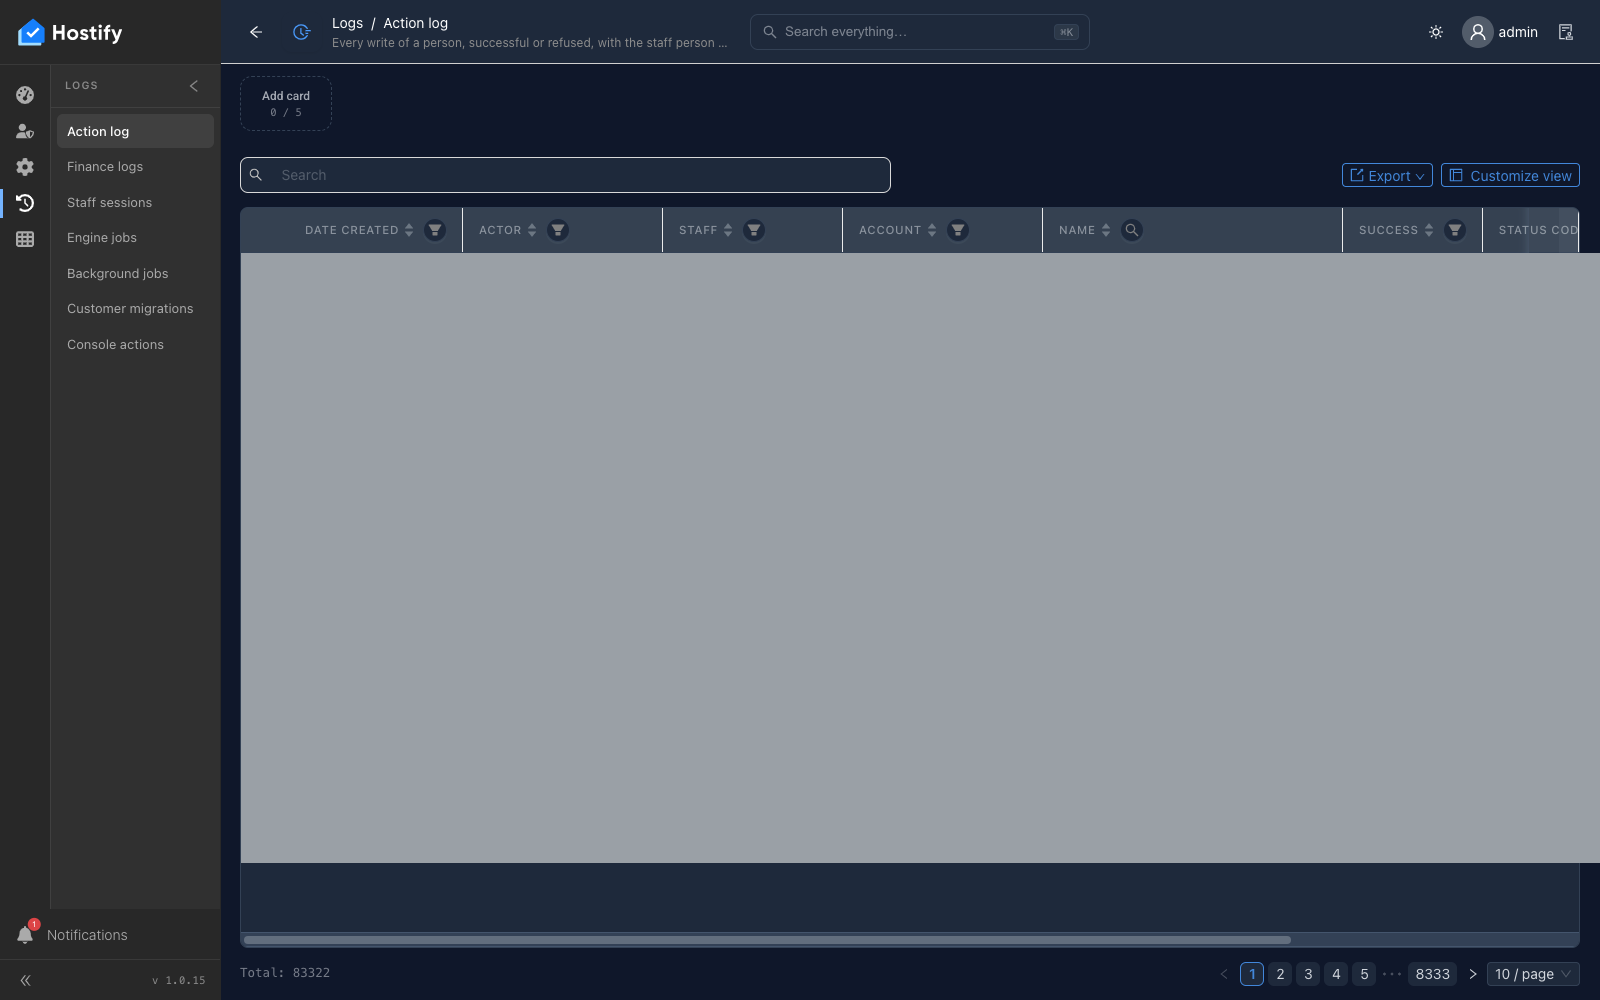 Hostify
Logs / Action log
Every write of a person, successful or refused, with the staff person ...
Search everything...
⌘K
admin
LOGS
Action log
Finance logs
Staff sessions
Engine jobs
Background jobs
Customer migrations
Console actions
Add card
0 / 5
Search
Export
Customize view
DATE CREATED
ACTOR
STAFF
ACCOUNT
NAME
SUCCESS
STATUS COD
1
Notifications
v 1.0.15
Total: 83322
1 2 3 4 5 ··· 8333
10 / page